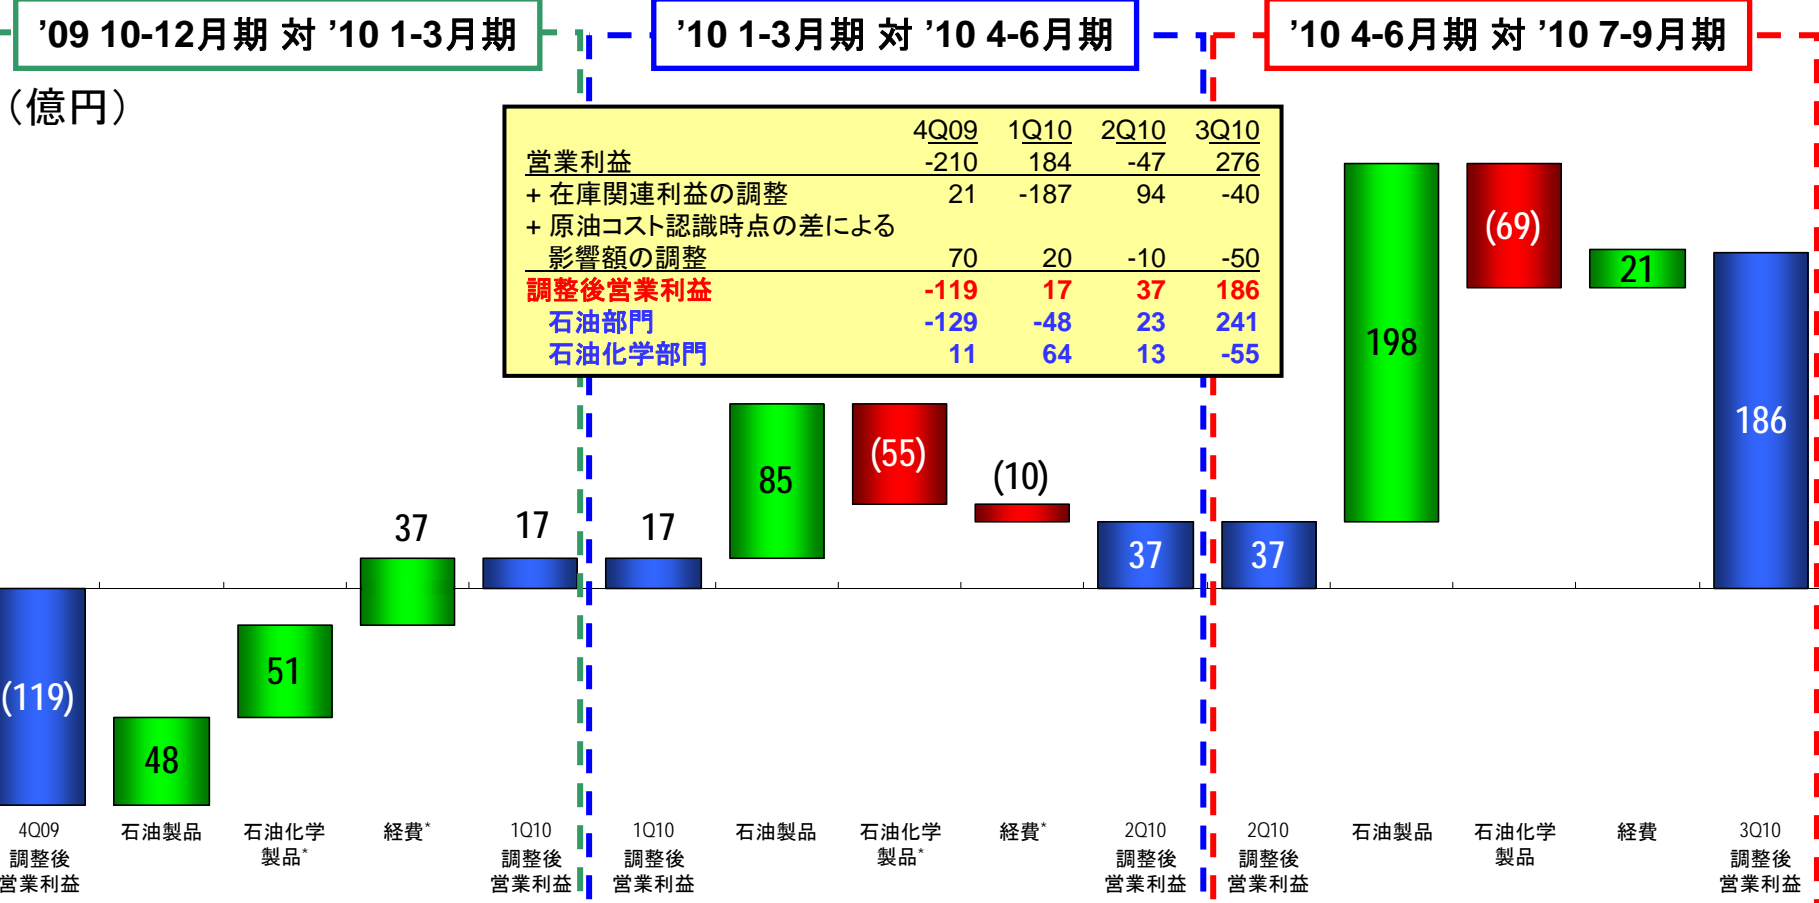 ’09 10-12月期 対 ’10 1-3月期
’10 1-3月期 対 ’10 4-6月期
’10 4-6月期 対 ’10 7-9月期
（億円）
4Q09 1Q10 2Q10 3Q10
営業利益 -210 184 -47 276
+ 在庫関連利益の調整 21 -187 94 -40
+ 原油コスト認識時点の差による
影響額の調整 70 20 -10 -50
調整後営業利益 -119 17 37 186
石油部門 -129 -48 23 241
石油化学部門 11 64 13 -55
(119)
48
51
37
17
17
85
(55)
(10)
37
37
198
(69)
21
186
4Q09
調整後
営業利益
石油製品
石油化学
製品*
経費*
1Q10
調整後
営業利益
1Q10
調整後
営業利益
石油製品
石油化学
製品*
経費*
2Q10
調整後
営業利益
2Q10
調整後
営業利益
石油製品
石油化学
製品
経費
3Q10
調整後
営業利益